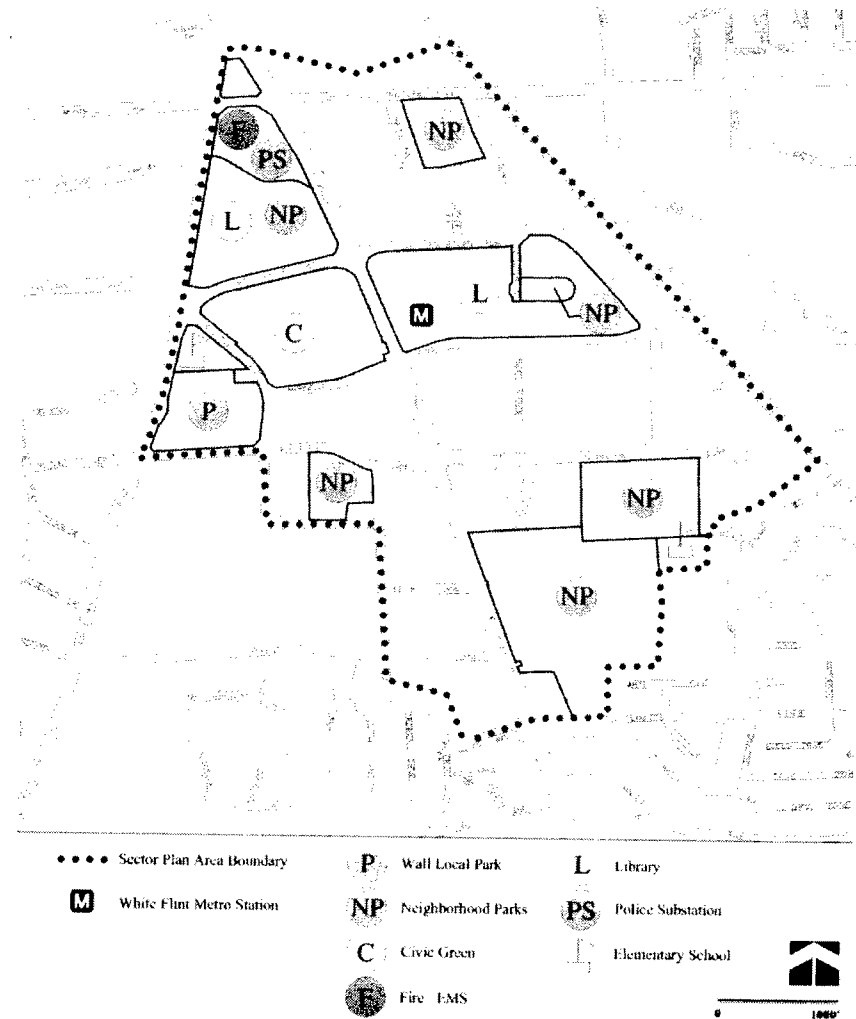 F
NP
PS
L
NP
L
M
NP
C
P
NP
NP
NP
Sector Plan Area Boundary
M White Flint Metro Station
P Wall Local Park
NP Neighborhood Parks
C Civic Green
F Fire EMS
L Library
PS Police Substation
Elementary School
0 1000'